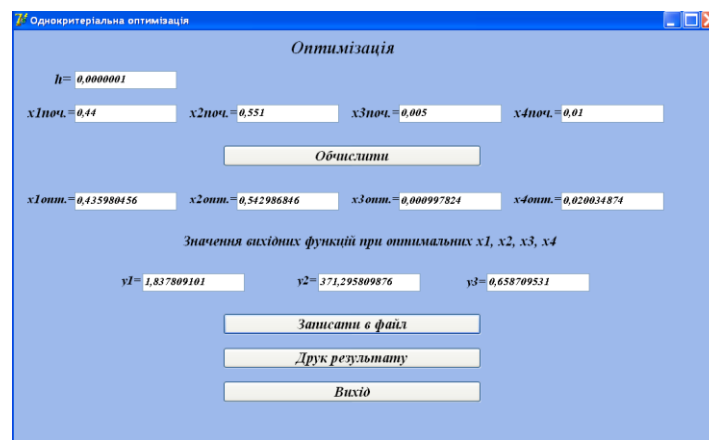 Однокритеріальна оптимізація
Оптимізація
h= 0,0000001
x1поч.= 0,44 x2поч.= 0,551 x3поч.= 0,005 x4поч.= 0,01
Обчислити
x1опт.= 0,435980456 x2опт.= 0,542986846 x3опт.= 0,000997824 x4опт.= 0,020034874
Значення вихідних функцій при оптимальних x1, x2, x3, x4
y1= 1,837809101 y2= 371,295809876 y3= 0,658709531
Записати в файл
Друк результату
Вихід